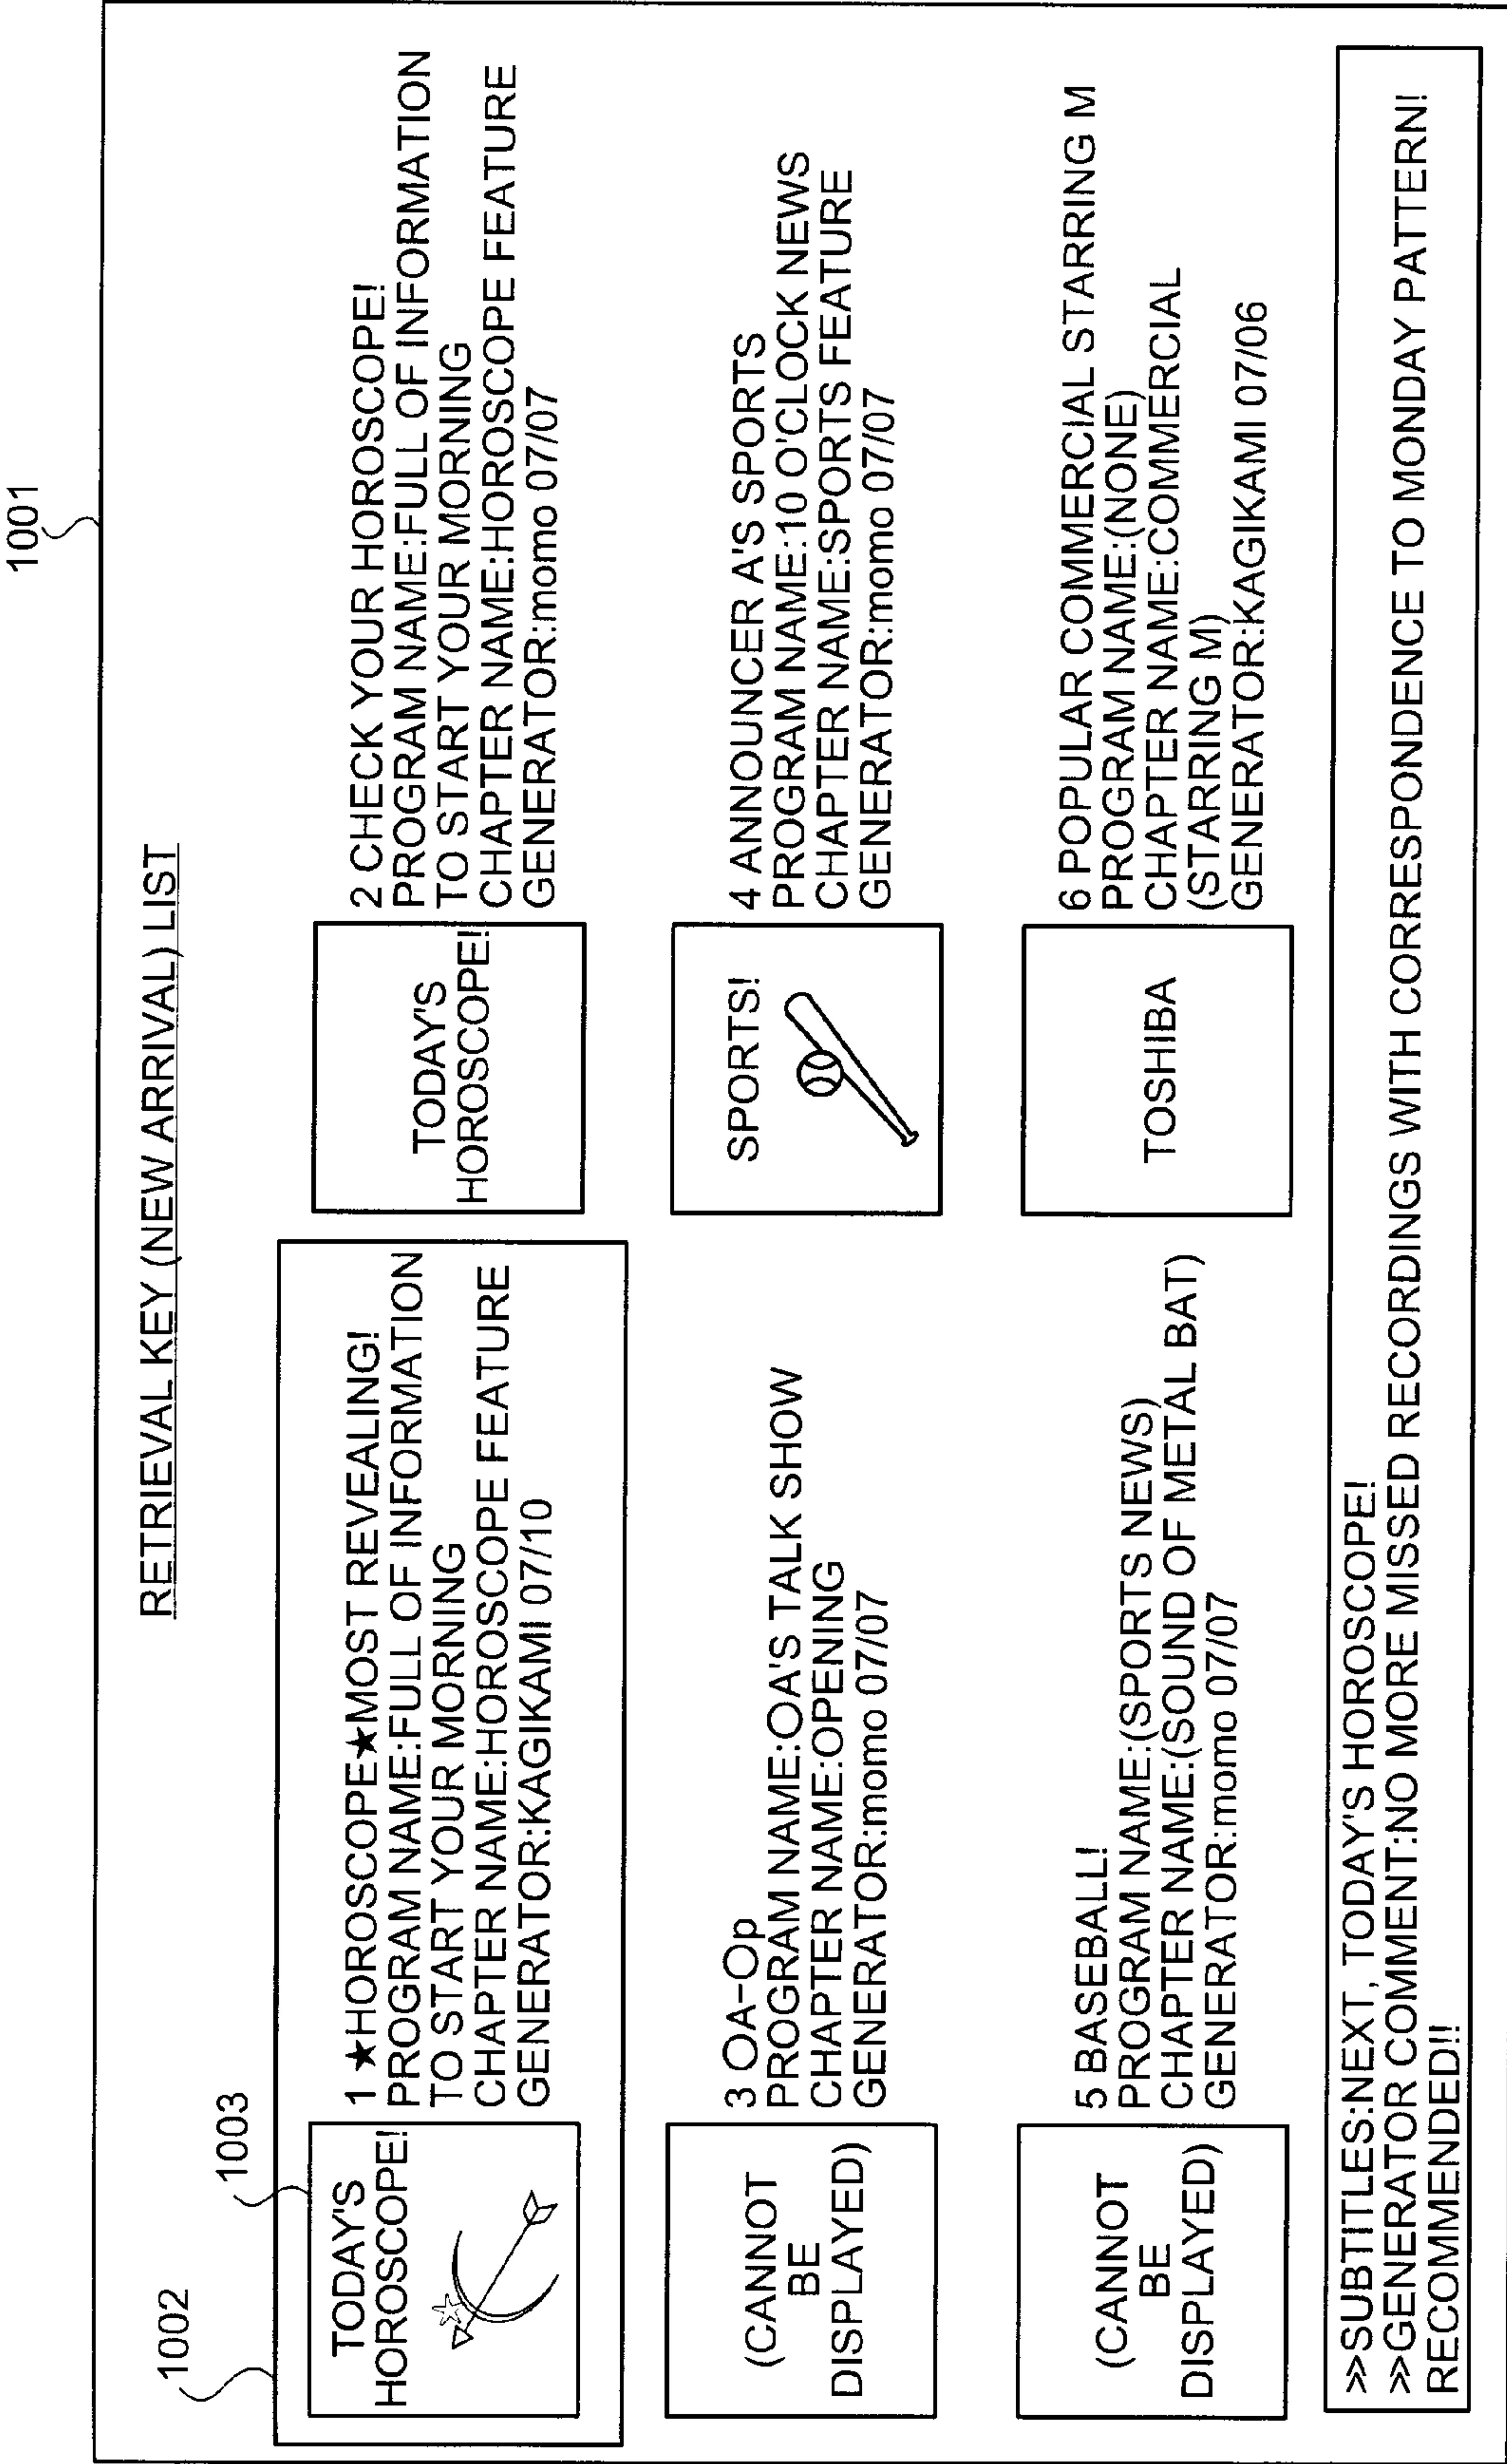 1001
RETRIEVAL KEY (NEW ARRIVAL) LIST
1002
1003
TODAY'S
HOROSCOPE!
1 ★HOROSCOPE★MOST REVEALING!
PROGRAM NAME:FULL OF INFORMATION
TO START YOUR MORNING
CHAPTER NAME:HOROSCOPE FEATURE
GENERATOR:KAGIKAMI 07/10
TODAY'S
HOROSCOPE!
2 CHECK YOUR HOROSCOPE!
PROGRAM NAME:FULL OF INFORMATION
TO START YOUR MORNING
CHAPTER NAME:HOROSCOPE FEATURE
GENERATOR:momo 07/07
(CANNOT
BE
DISPLAYED)
3 OA-Op
PROGRAM NAME:OA'S TALK SHOW
CHAPTER NAME:OPENING
GENERATOR:momo 07/07
SPORTS!
4 ANNOUNCER A'S SPORTS
PROGRAM NAME:10 O'CLOCK NEWS
CHAPTER NAME:SPORTS FEATURE
GENERATOR:momo 07/07
(CANNOT
BE
DISPLAYED)
5 BASEBALL!
PROGRAM NAME:(SPORTS NEWS)
CHAPTER NAME:(SOUND OF METAL BAT)
GENERATOR:momo 07/07
TOSHIBA
6 POPULAR COMMERCIAL STARRING M
PROGRAM NAME:(NONE)
CHAPTER NAME:COMMERCIAL
(STARRING M)
GENERATOR:KAGIKAMI 07/06
>>SUBTITLES:NEXT, TODAY'S HOROSCOPE!
>>GENERATOR COMMENT:NO MORE MISSED RECORDINGS WITH CORRESPONDENCE TO MONDAY PATTERN!
RECOMMENDED!!